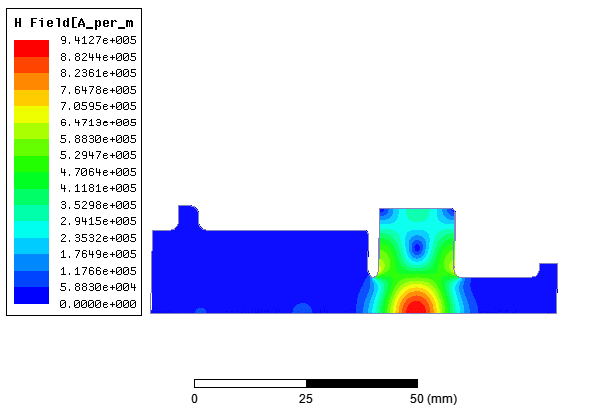 H Field[A_per_m
9.4127e+005
8.8244e+005
8.2361e+005
7.6478e+005
7.0595e+005
6.4713e+005
5.8830e+005
5.2947e+005
4.7064e+005
4.1181e+005
3.5298e+005
2.9415e+005
2.3532e+005
1.7649e+005
1.1766e+005
5.8830e+004
0.0000e+000
0 25 50 (mm)